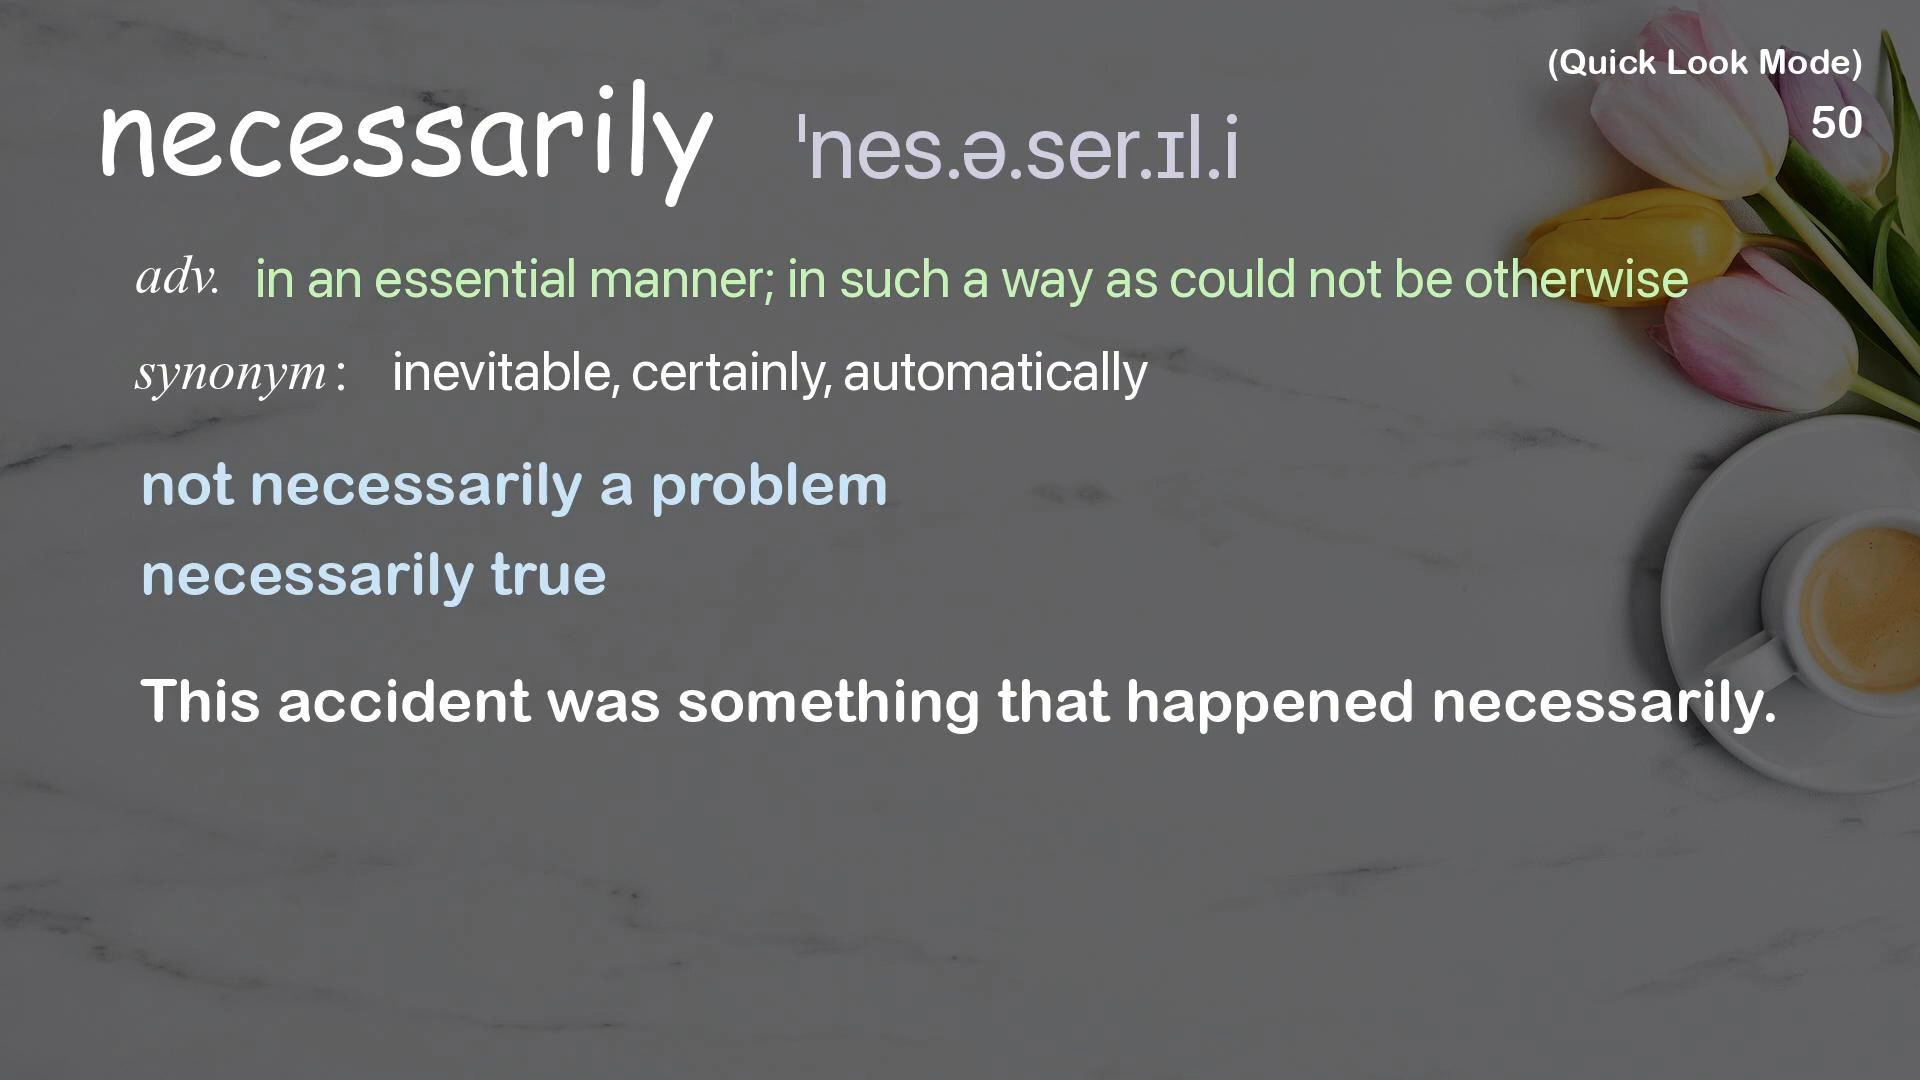 (Quick Look Mode)
50
necessarily ˈnes.ə.ser.ɪl.i
adv. in an essential manner; in such a way as could not be otherwise
synonym : inevitable, certainly, automatically
not necessarily a problem
necessarily true
This accident was something that happened necessarily.